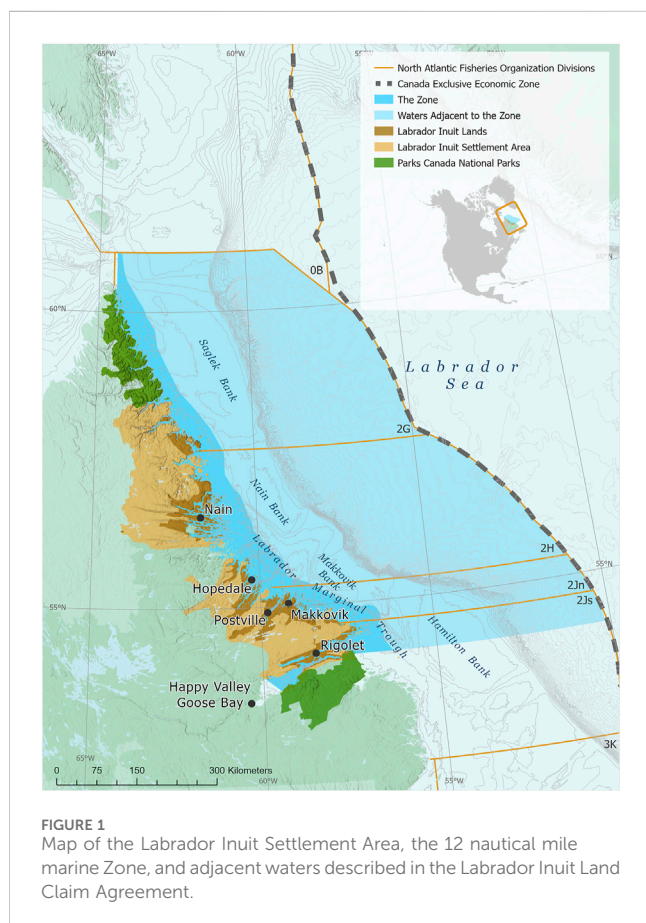 65°W
60°W
North Atlantic Fisheries Organization Divisions
Canada Exclusive Economic Zone
The Zone
Waters Adjacent to the Zone
Labrador Inuit Lands
Labrador Inuit Settlement Area
Parks Canada National Parks
60°N
0B
60°N
Saglek Bank
Labrador
Sea
2G
Nain Bank
Nain
Labrador
Marginal
Trough
Makkovik
Bank
2H
55°N
2Jn
2Js
Hopedale
55°N
Postville
Makkovik
Hamilton Bank
Rigolet
Happy Valley
Goose Bay
3K
65°W
0 75 150 300 Kilometers
60°W
55°W
FIGURE 1
Map of the Labrador Inuit Settlement Area, the 12 nautical mile
marine Zone, and adjacent waters described in the Labrador Inuit Land
Claim Agreement.